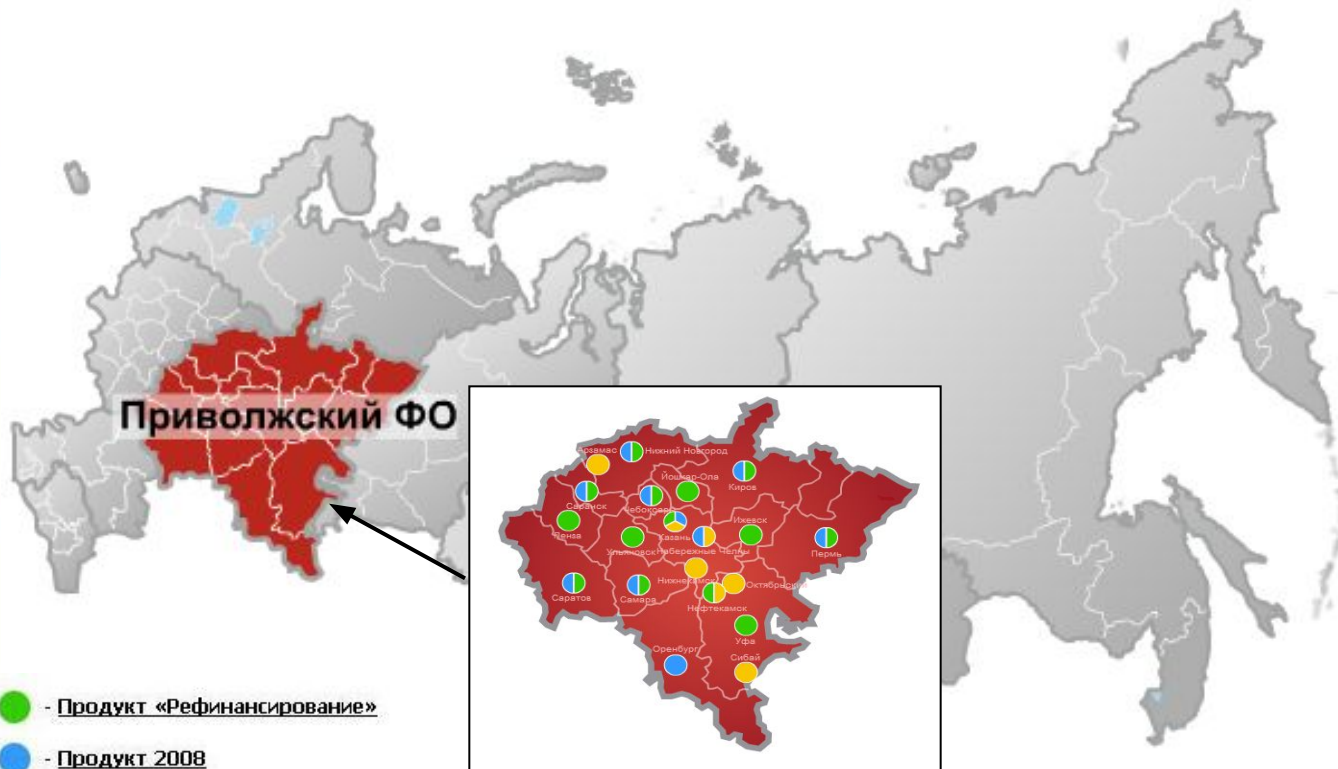 Приволжский ФО
Арзамас
Нижний Новгород
Йошкар-Ола
Киров
Саранск
Чебоксары
Пенза
Ульяновск
Казань
Набережные Челны
Ижевск
Пермь
Нижнекамск
Октябрьский
Саратов
Самара
Нефтекамск
Уфа
Оренбург
Сибай
- Продукт «Рефинансирование»
- Продукт 2008